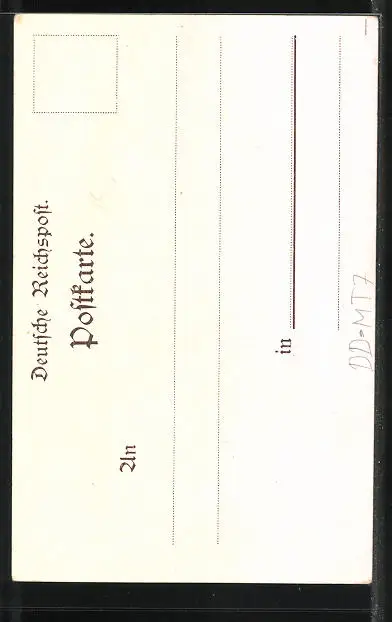 Deutsche Reichspost.
Postkarte.
An
in
DD=MT7